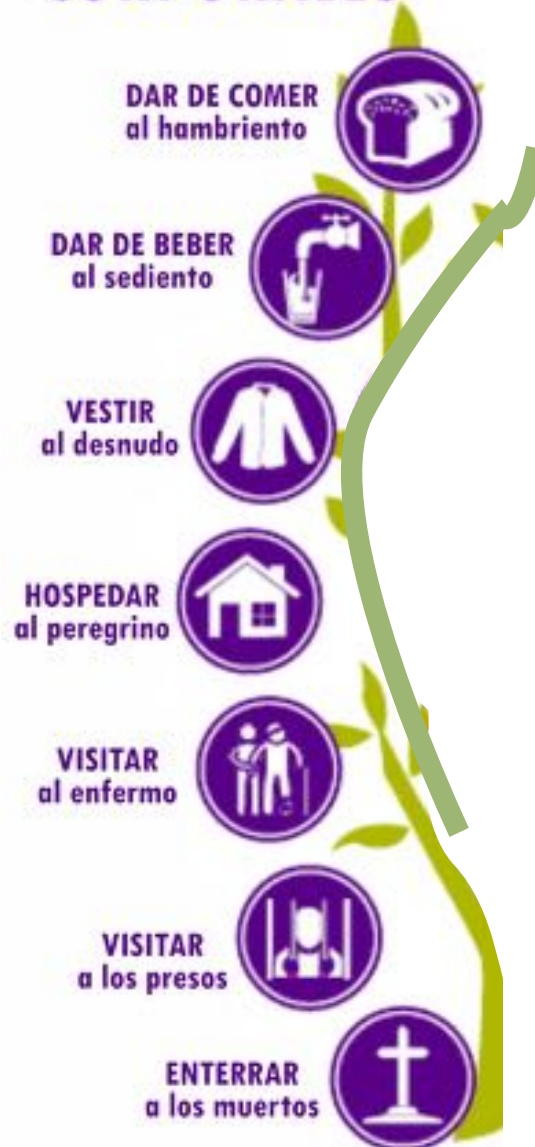 DAR DE COMER
al hambriento
DAR DE BEBER
al sediento
VESTIR
al desnudo
HOSPEDAR
al peregrino
VISITAR
al enfermo
VISITAR
a los presos
ENTERRAR
a los muertos